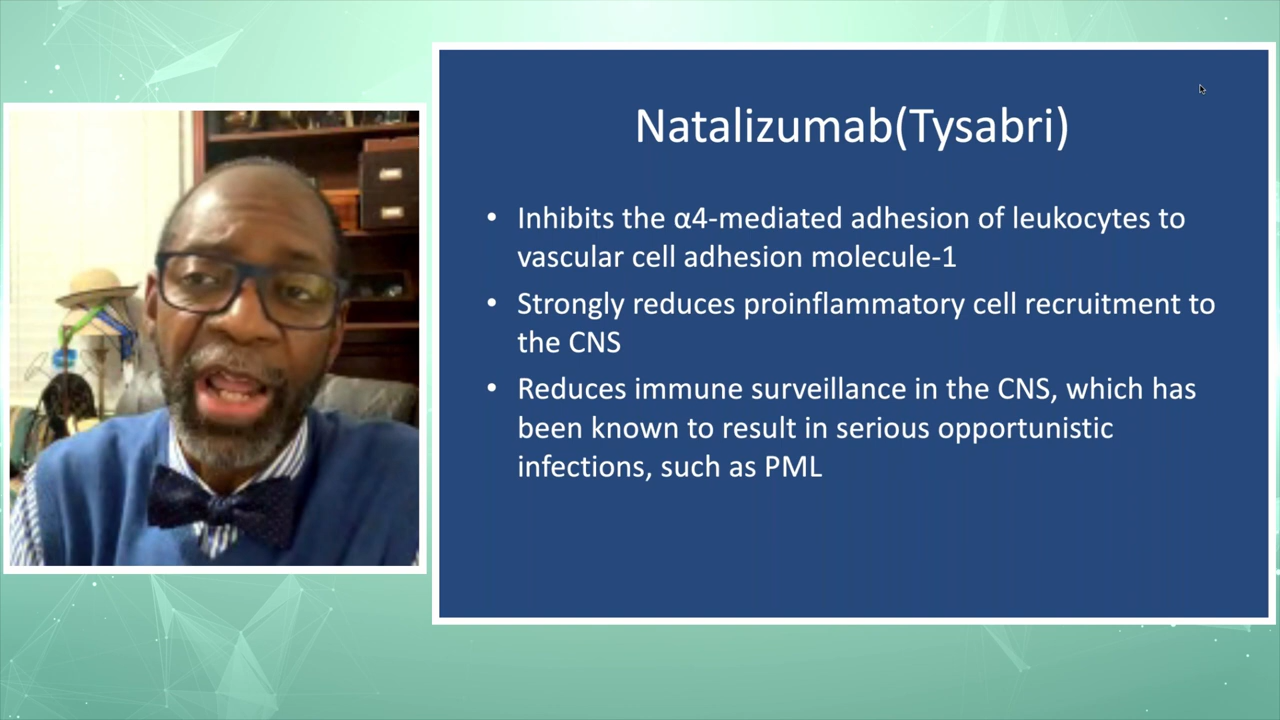 Natalizumab(Tysabri)
• Inhibits the α4-mediated adhesion of leukocytes to
vascular cell adhesion molecule-1
• Strongly reduces proinflammatory cell recruitment to
the CNS
• Reduces immune surveillance in the CNS, which has
been known to result in serious opportunistic
infections, such as PML